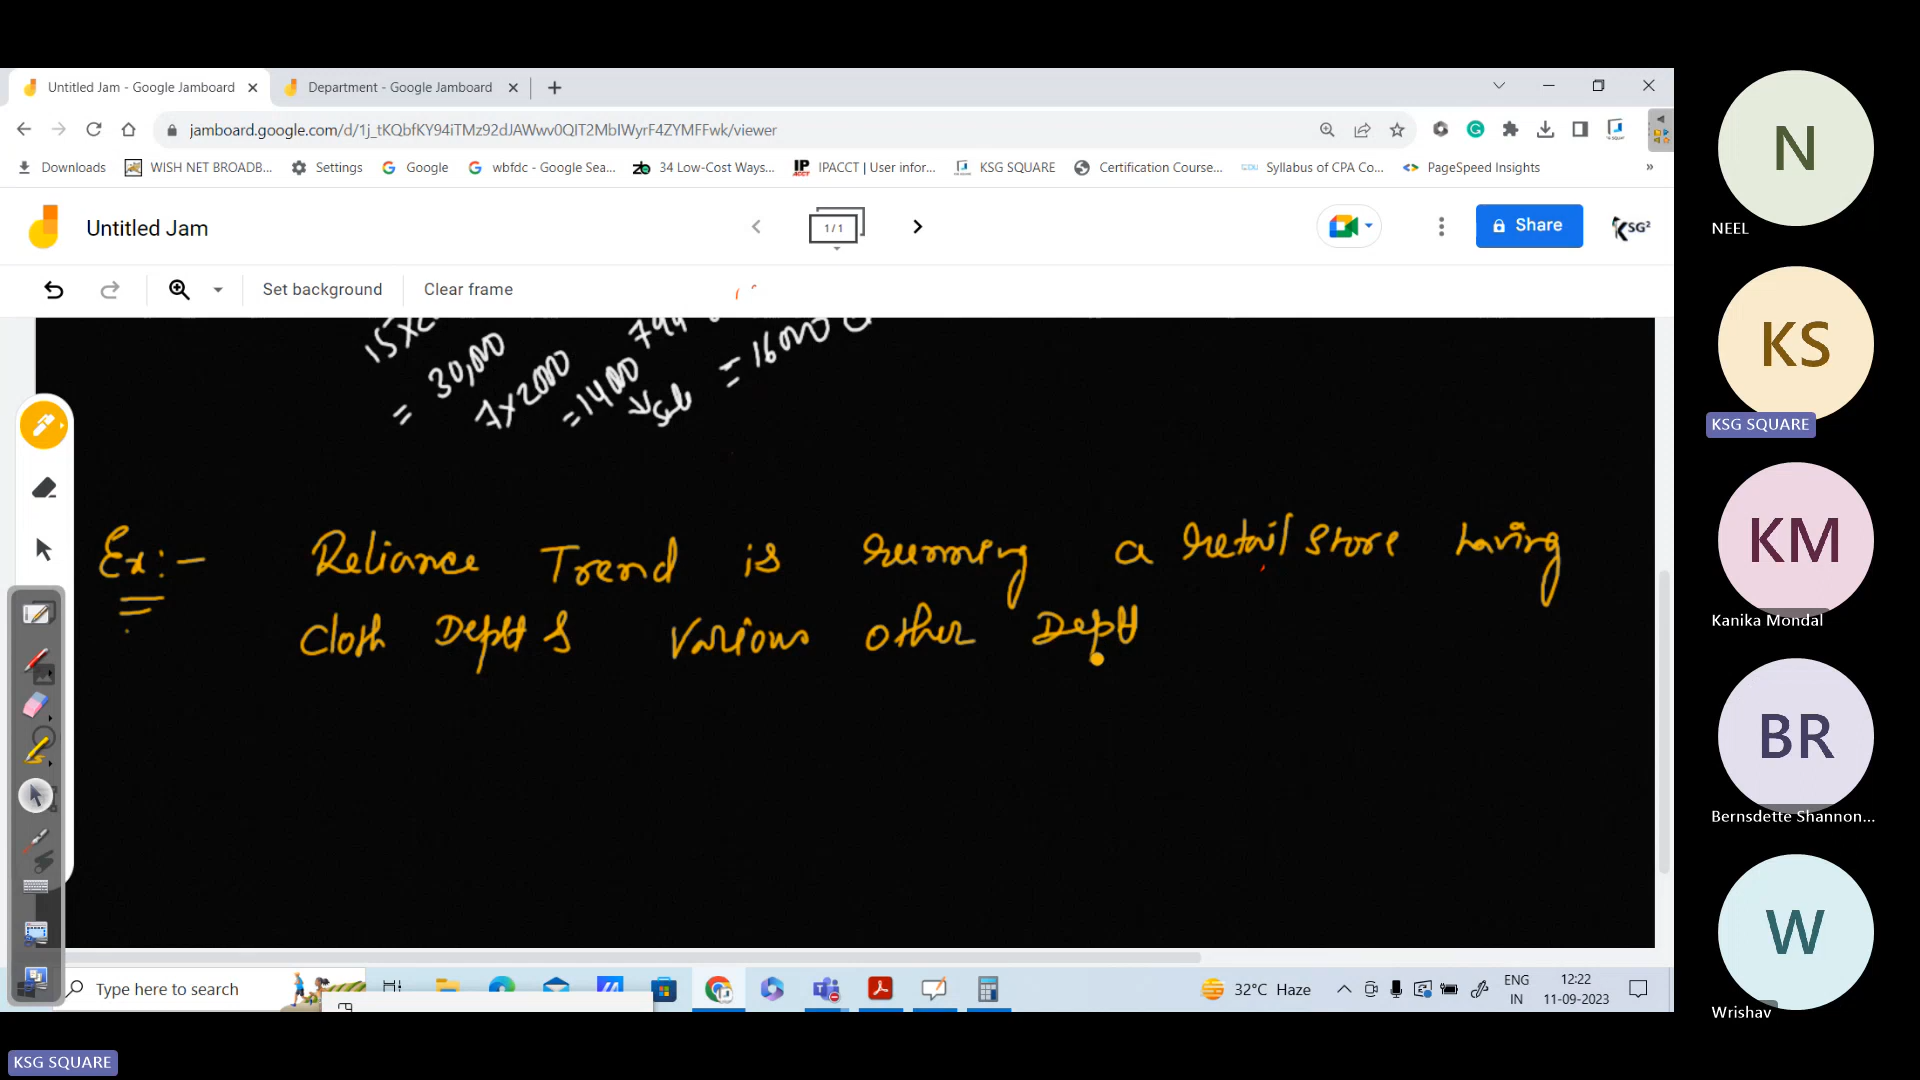 Untitled Jam - Google Jamboard
Department - Google Jamboard
jamboard.google.com/d/1j_tKQbfKY94iTMz92dJAWwv0QIT2MbIWyrF4ZYMFFwk/viewer
Downloads
WISH NET BROADB...
Settings
Google
wbfdc - Google Sea...
34 Low-Cost Ways...
IPACCT | User infor...
KSG SQUARE
Certification Course...
Syllabus of CPA Co...
PageSpeed Insights
»
Untitled Jam
1 / 1
Share
KSG²
Set background
Clear frame
= 30,000
7x2000
=1400
= 16000
Ex:- Reliance Trend is running a retail store having
cloth Deptt & various other Deptt
Type here to search
32°C Haze
ENG
IN
12:22
11-09-2023
N
NEEL
KS
KSG SQUARE
KM
Kanika Mondal
BR
Bernsdette Shannon...
W
Wrishav
KSG SQUARE